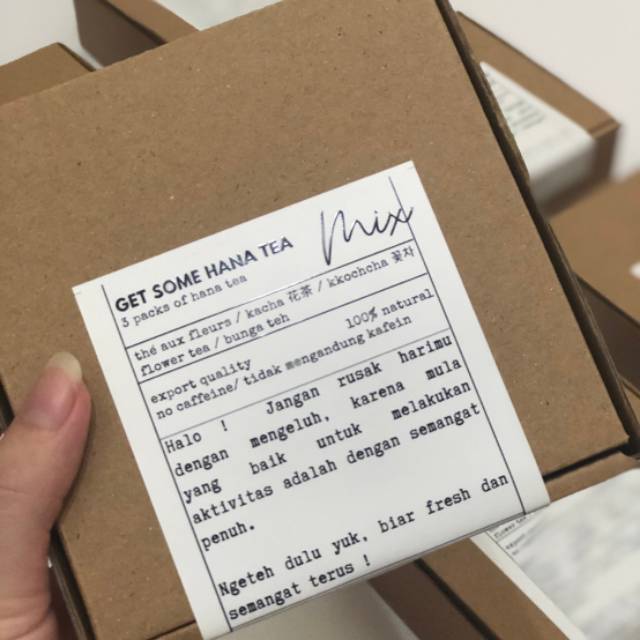 GET SOME HANA TEA
Mix
3 packs of hana tea
thé aux fleurs / kacha 花茶 / kkochcha 꽃차
flower tea / bunga teh
export quality 100% natural
no caffeine/ tidak mengandung kafein
Halo ! Jangan rusak harimu
dengan mengeluh, karena mula
yang baik untuk melakukan
aktivitas adalah dengan semangat
penuh.
Ngeteh dulu yuk, biar fresh dan
semangat terus !